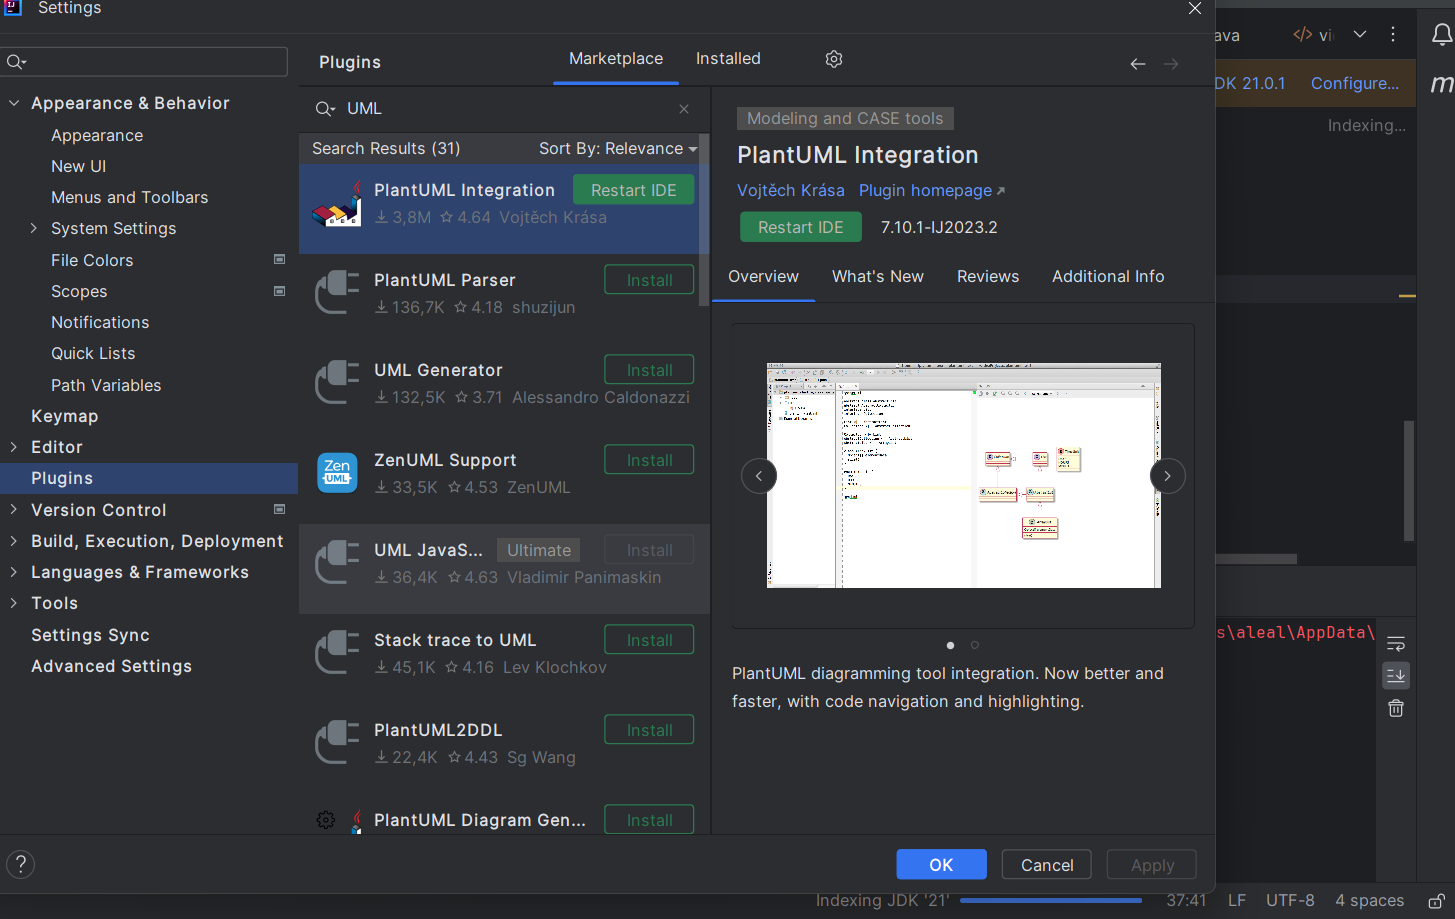 Settings
Appearance & Behavior
Appearance
New UI
Menus and Toolbars
System Settings
File Colors
Scopes
Notifications
Quick Lists
Path Variables
Keymap
Editor
Plugins
Version Control
Build, Execution, Deployment
Languages & Frameworks
Tools
Settings Sync
Advanced Settings
Plugins
Marketplace
Installed
UML
Search Results (31)
Sort By: Relevance
PlantUML Integration
Restart IDE
3,8M 4.64 Vojtěch Krása
PlantUML Parser
Install
136,7K 4.18 shuzijun
UML Generator
Install
132,5K 3.71 Alessandro Caldonazzi
Zen
UML
ZenUML Support
Install
33,5K 4.53 ZenUML
UML JavaS...
Ultimate
Install
36,4K 4.63 Vladimir Panimaskin
Stack trace to UML
Install
45,1K 4.16 Lev Klochkov
PlantUML2DDL
Install
22,4K 4.43 Sg Wang
PlantUML Diagram Gen...
Install
Modeling and CASE tools
PlantUML Integration
Vojtěch Krása
Plugin homepage
Restart IDE
7.10.1-IJ2023.2
Overview
What's New
Reviews
Additional Info
PlantUML diagramming tool integration. Now better and
faster, with code navigation and highlighting.
?
OK
Cancel
Apply
ava
</> vi
DK 21.0.1
Configure...
m
Indexing...
s\aleal\AppData\
Indexing JDK '21'
37:41
LF
UTF-8
4 spaces